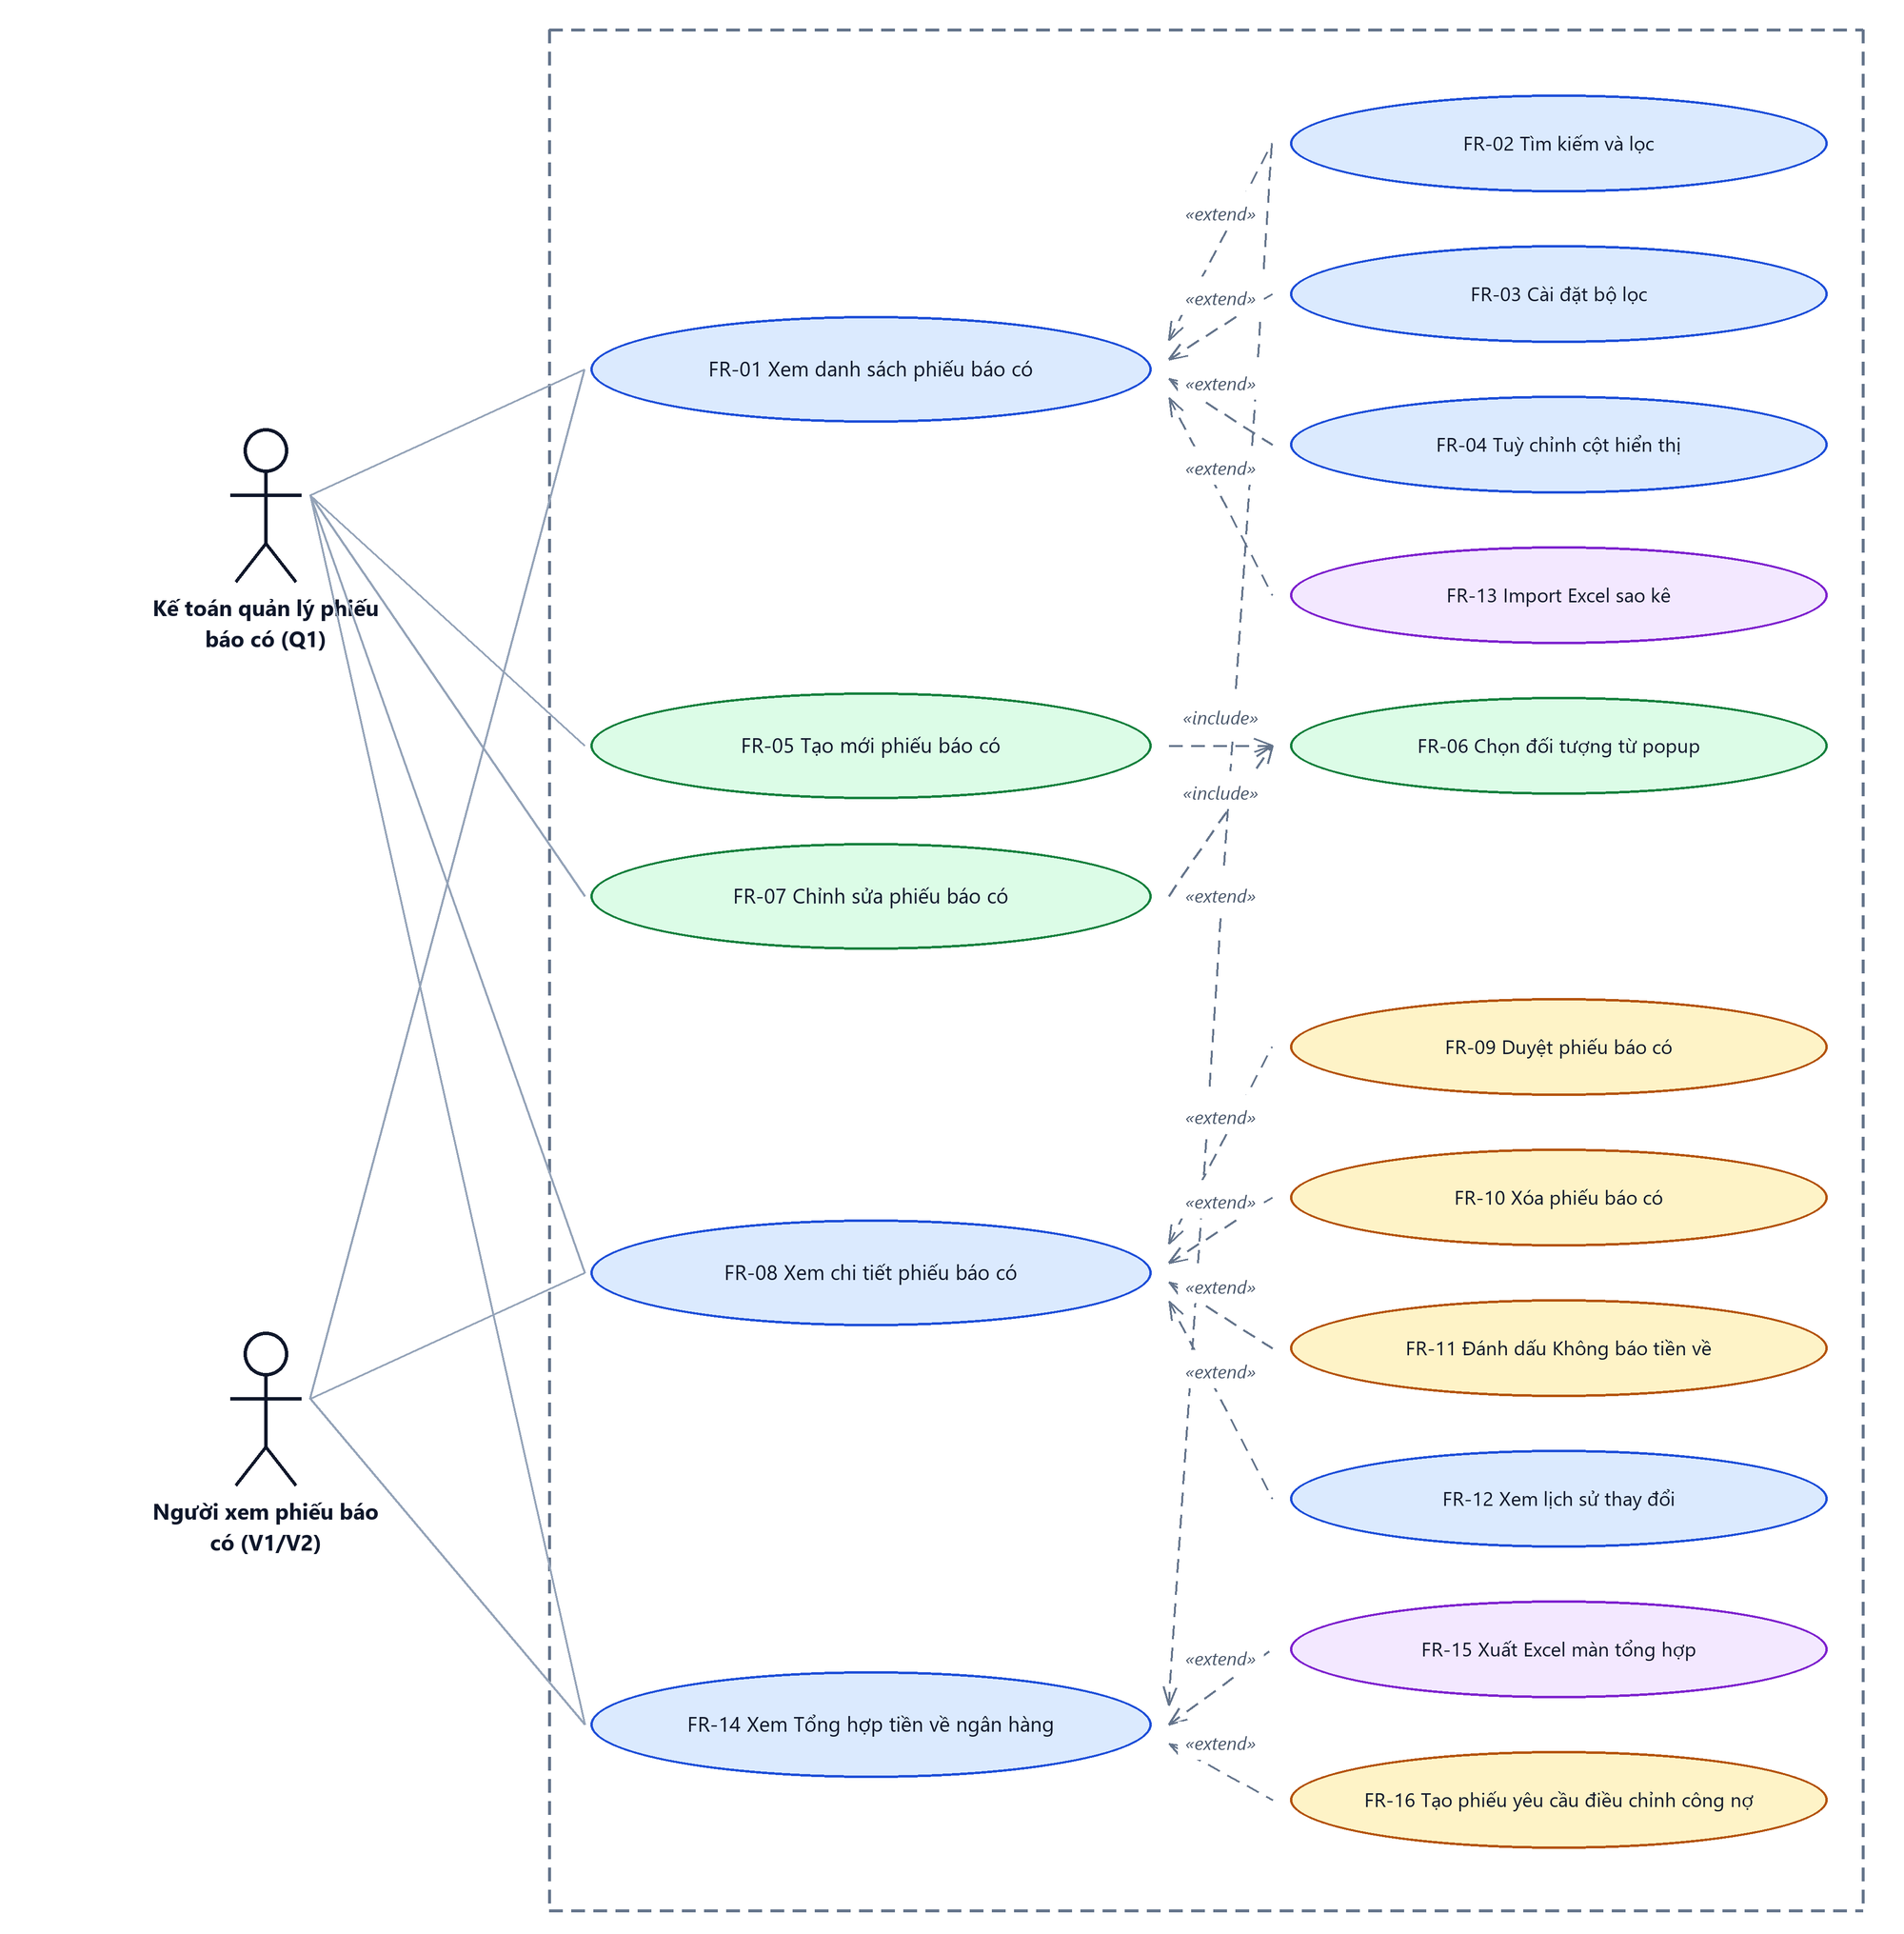 FR-02 Tìm kiếm và lọc
«extend»
FR-03 Cài đặt bộ lọc
«extend»
FR-01 Xem danh sách phiếu báo có
«extend»
FR-04 Tuỳ chỉnh cột hiển thị
«extend»
FR-13 Import Excel sao kê
Kế toán quản lý phiếu
báo có (Q1)
«include»
FR-05 Tạo mới phiếu báo có
FR-06 Chọn đối tượng từ popup
«include»
FR-07 Chỉnh sửa phiếu báo có
«extend»
FR-09 Duyệt phiếu báo có
«extend»
FR-10 Xóa phiếu báo có
«extend»
FR-08 Xem chi tiết phiếu báo có
«extend»
FR-11 Đánh dấu Không báo tiền về
«extend»
FR-12 Xem lịch sử thay đổi
Người xem phiếu báo
có (V1/V2)
FR-15 Xuất Excel màn tổng hợp
«extend»
FR-14 Xem Tổng hợp tiền về ngân hàng
«extend»
FR-16 Tạo phiếu yêu cầu điều chỉnh công nợ